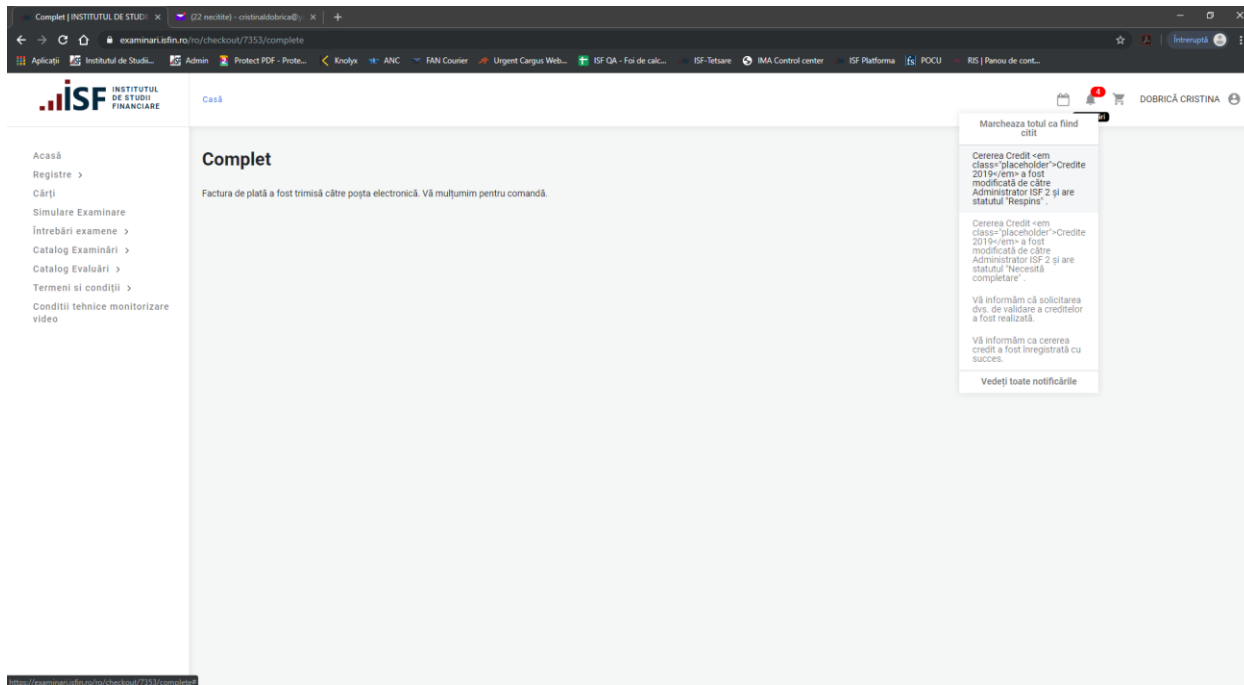 Complet | INSTITUTUL DE STUDI
(22 necitite) - cristinaldobrica@y
examinari.isfin.ro/ro/checkout/7353/complete
Întreruptă
Aplicații
Institutul de Studii...
Admin
Protect PDF - Prote...
Knolyx
ANC
FAN Courier
Urgent Cargus Web...
ISF QA - Foi de calc...
ISF-Tetsare
IMA Control center
ISF Platforma
fs POCU
RIS | Panou de cont...
ISF INSTITUTUL
DE STUDII
FINANCIARE
Casă
4
DOBRICĂ CRISTINA
Acasă
Registre >
Cărți
Simulare Examinare
Întrebări examene >
Catalog Examinări >
Catalog Evaluări >
Termeni si condiții >
Conditii tehnice monitorizare
video
Complet
Factura de plată a fost trimisă către poșta electronică. Vă mulțumim pentru comandă.
Marcheaza totul ca fiind
citit
Cererea Credit <em
class="placeholder">Credite
2019</em> a fost
modificată de către
Administrator ISF 2 și are
statutul "Respins" .
Cererea Credit <em
class="placeholder">Credite
2019</em> a fost
modificată de către
Administrator ISF 2 și are
statutul "Necesită
completare" .
Vă informăm că solicitarea
dvs. de validare a creditelor
a fost realizată.
Vă informăm ca cererea
credit a fost înregistrată cu
succes.
Vedeți toate notificările
https://examinari.isfin.ro/ro/checkout/7353/complete#